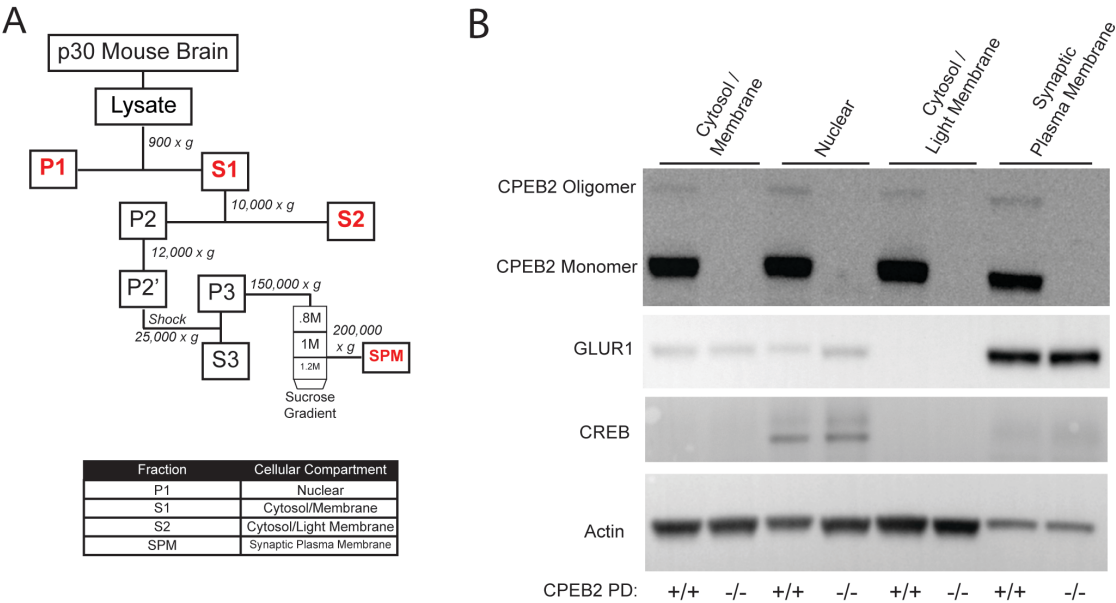 A
p30 Mouse Brain
Lysate
900 x g
P1
S1
10,000 x g
P2
S2
12,000 x g
P2'
P3
150,000 x g
Shock
25,000 x g
S3
.8M
1M
1.2M
200,000
x g
SPM
Sucrose
Gradient
Fraction Cellular Compartment
P1 Nuclear
S1 Cytosol/Membrane
S2 Cytosol/Light Membrane
SPM Synaptic Plasma Membrane
B
Cytosol /
Membrane
Nuclear
Cytosol /
Light Membrane
Synaptic
Plasma Membrane
CPEB2 Oligomer
CPEB2 Monomer
GLUR1
CREB
Actin
CPEB2 PD: +/+ -/- +/+ -/- +/+ -/- +/+ -/-